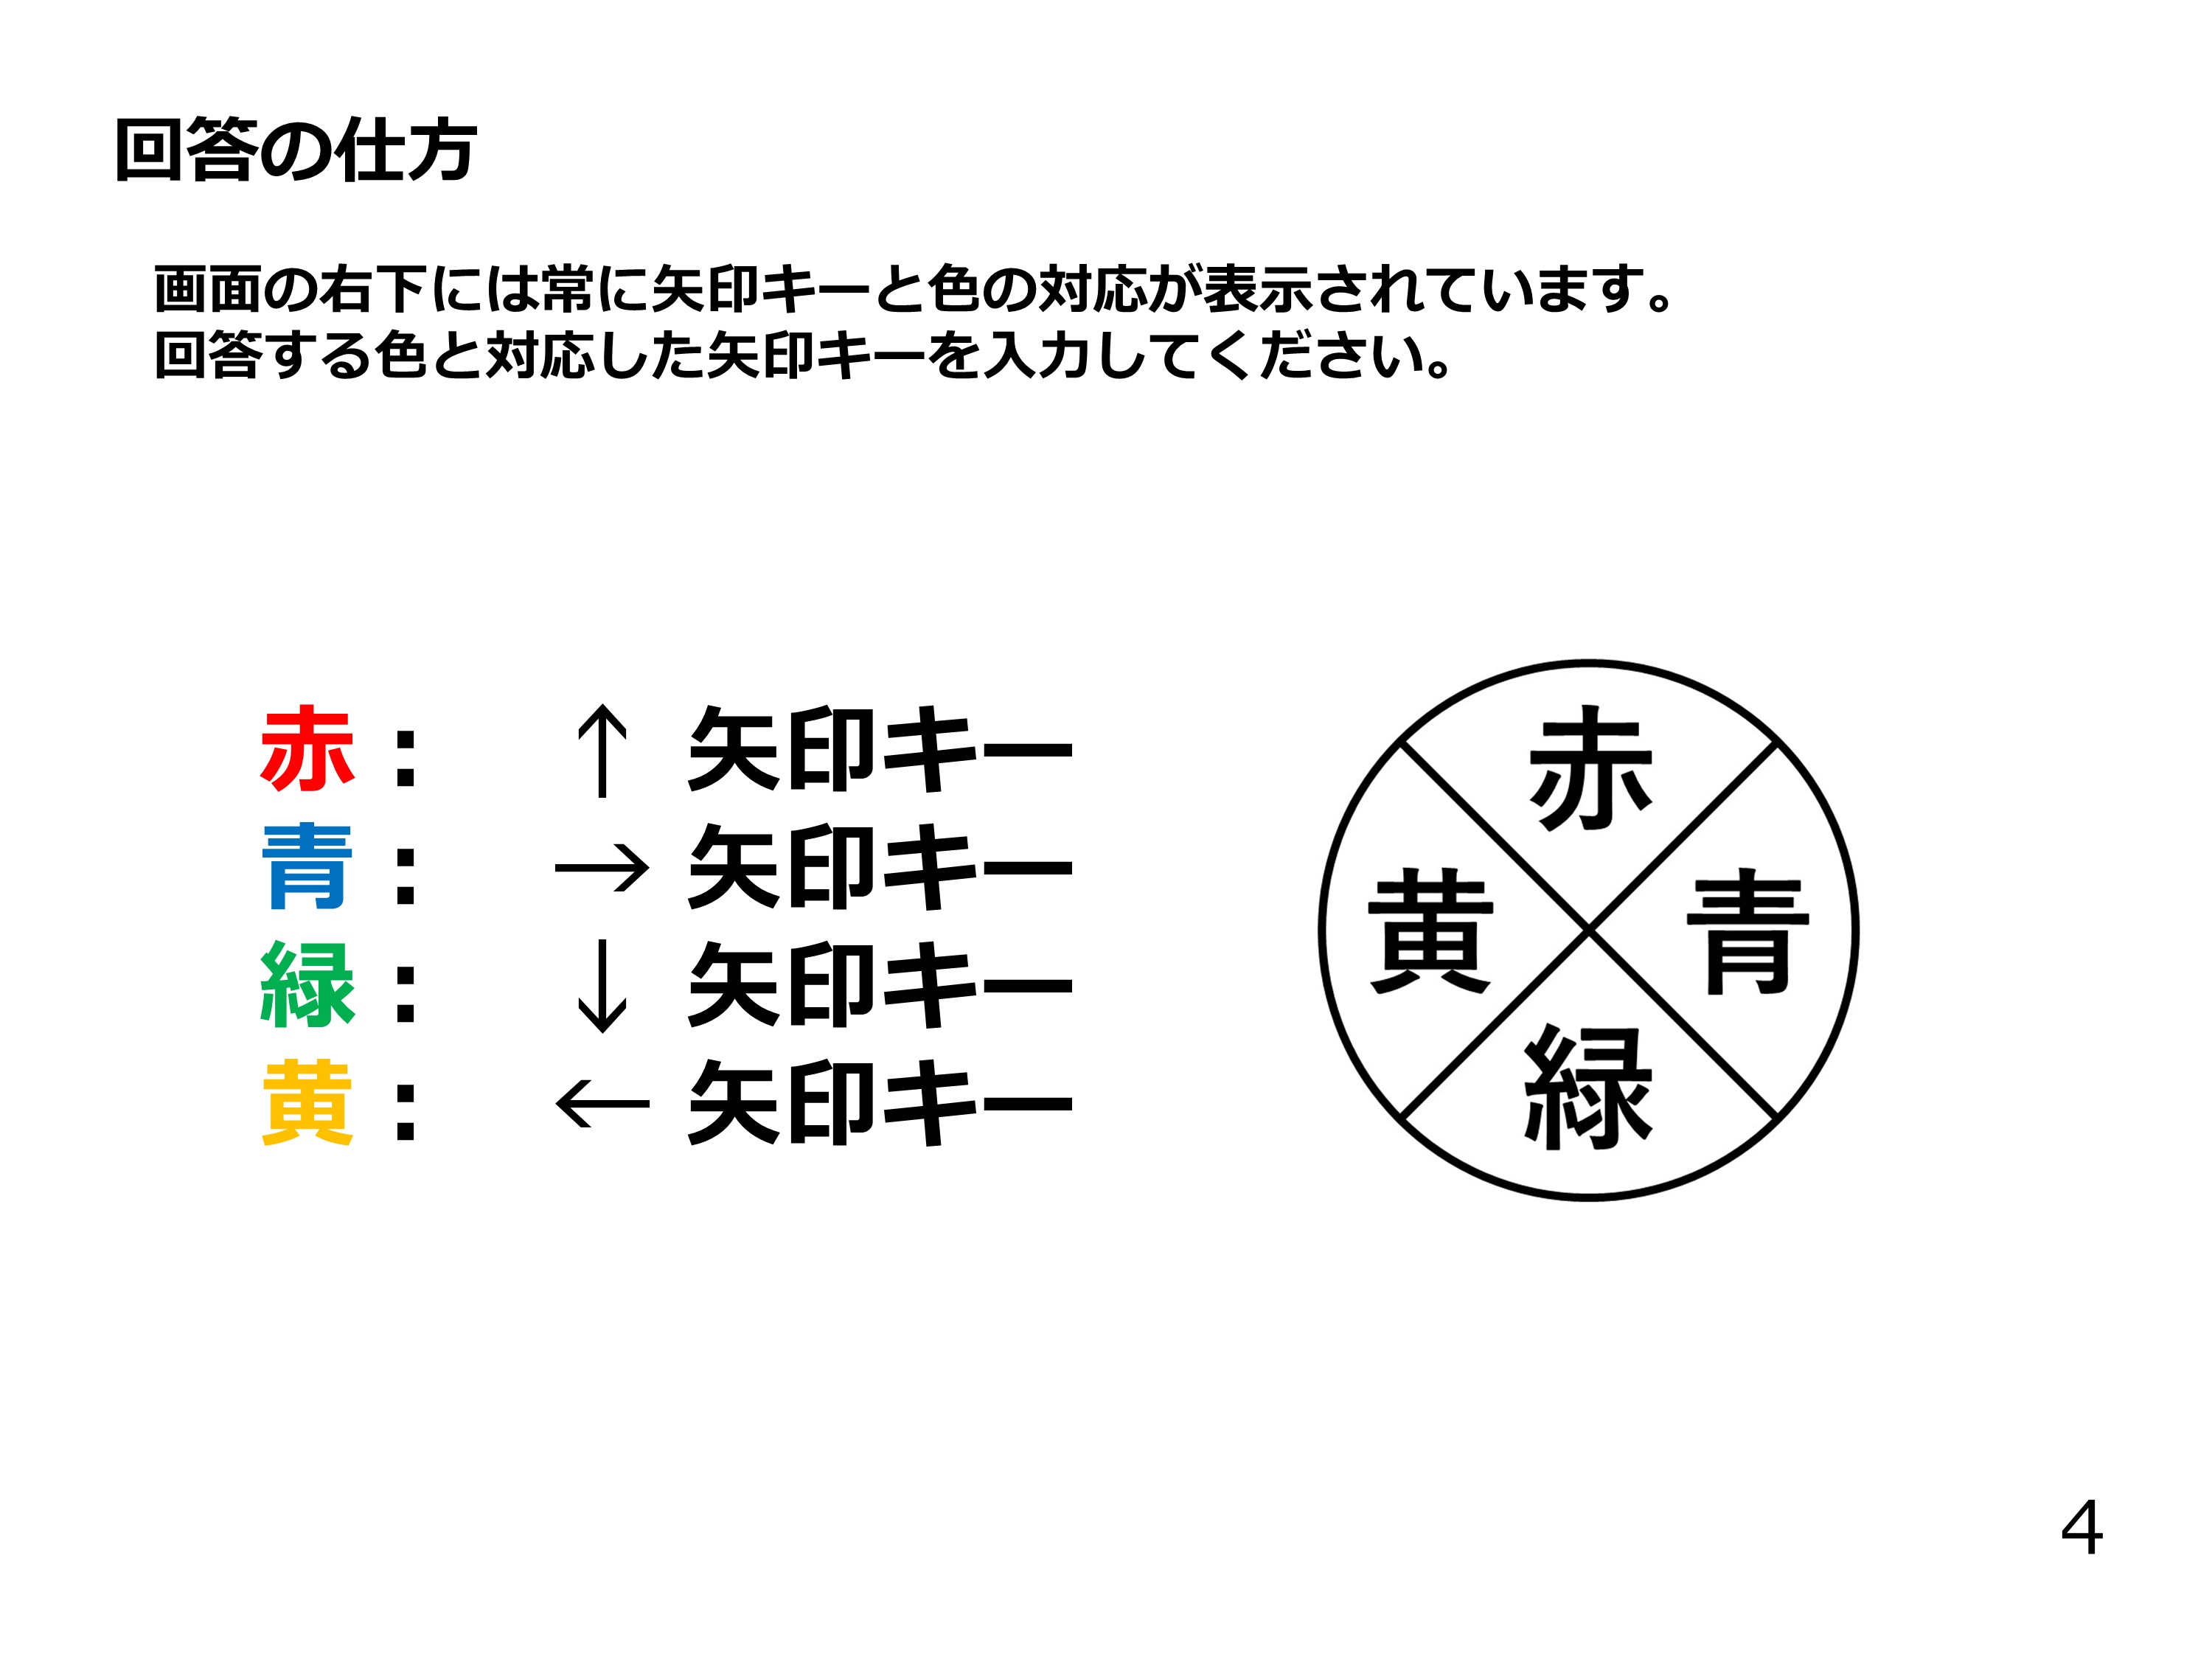 回答の仕方
画面の右下には常に矢印キーと色の対応が表示されています。
回答する色と対応した矢印キーを入力してください。
赤： ↑ 矢印キー
青： → 矢印キー
緑： ↓ 矢印キー
黄： ← 矢印キー
赤
黄 青
緑
4